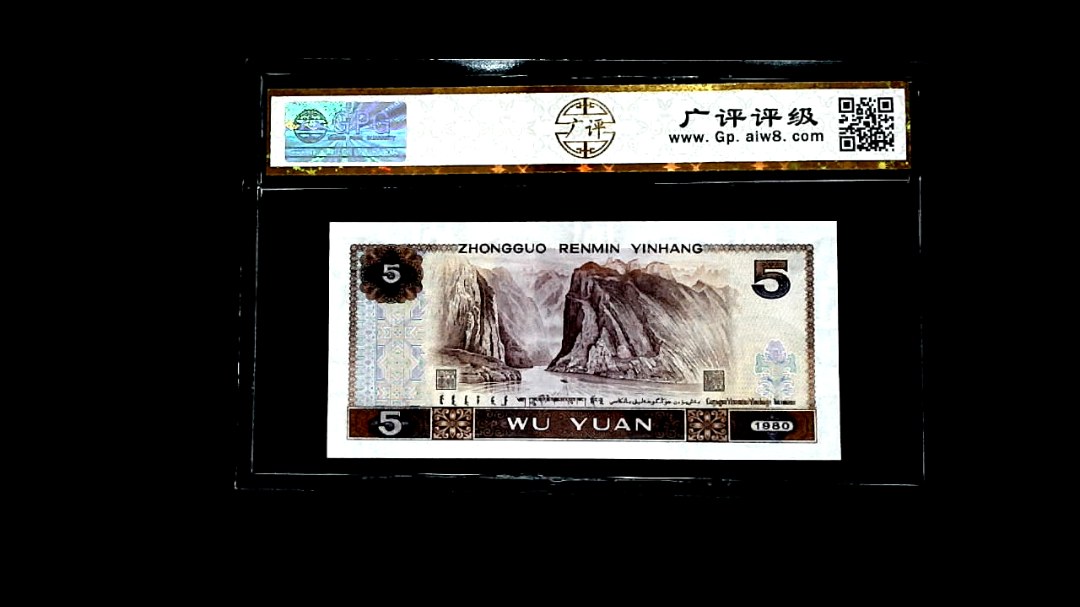 GPG
广评
广评评级
www. Gp. aiw8. com
ZHONGGUO RENMIN YINHANG
5
5
5
WU YUAN
1980